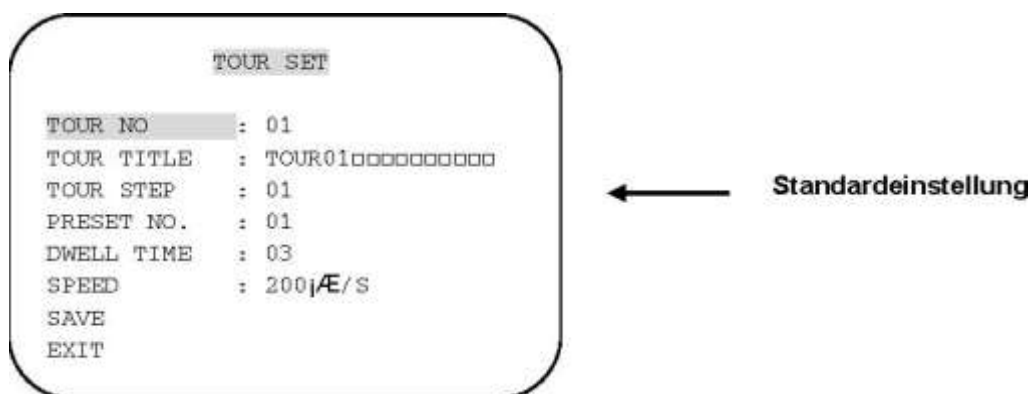 TOUR SET
TOUR NO : 01
TOUR TITLE : TOUR01□□□□□□□□□□
TOUR STEP : 01
PRESET NO. : 01
DWELL TIME : 03
SPEED : 200¡Æ/S
SAVE
EXIT
Standardeinstellung